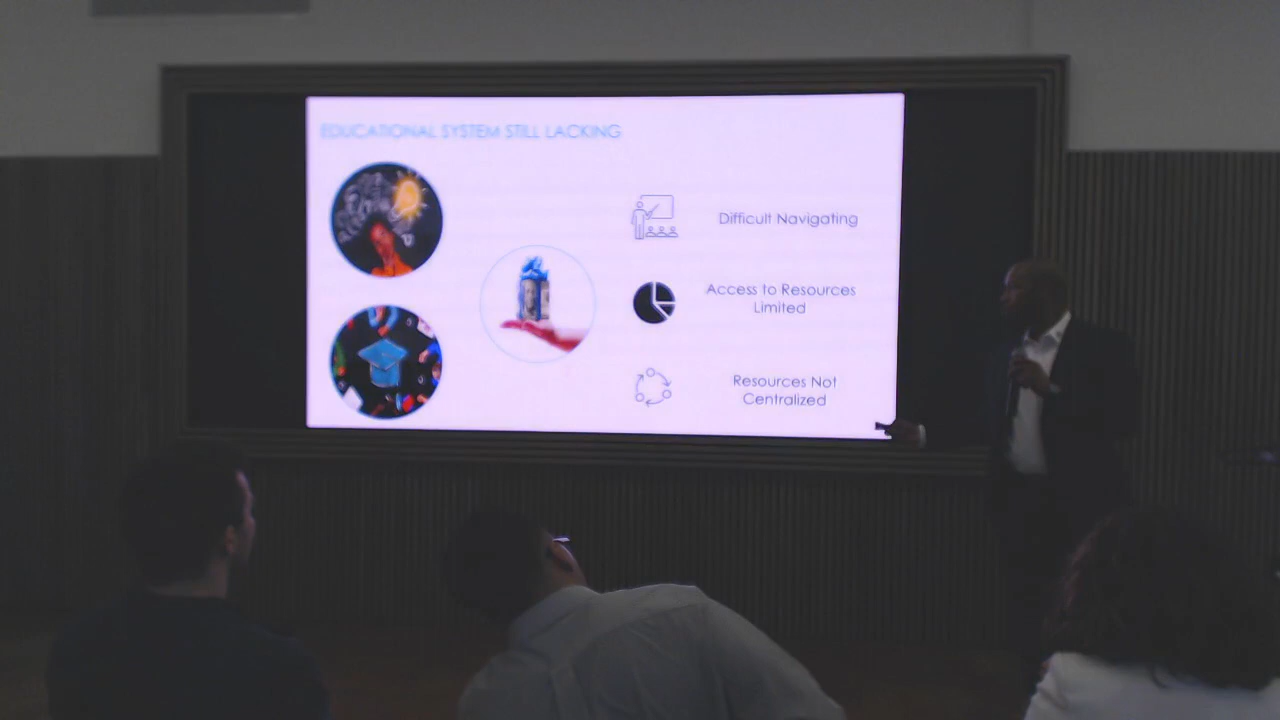 EDUCATIONAL SYSTEM STILL LACKING
Difficult Navigating
Access to Resources
Limited
Resources Not
Centralized